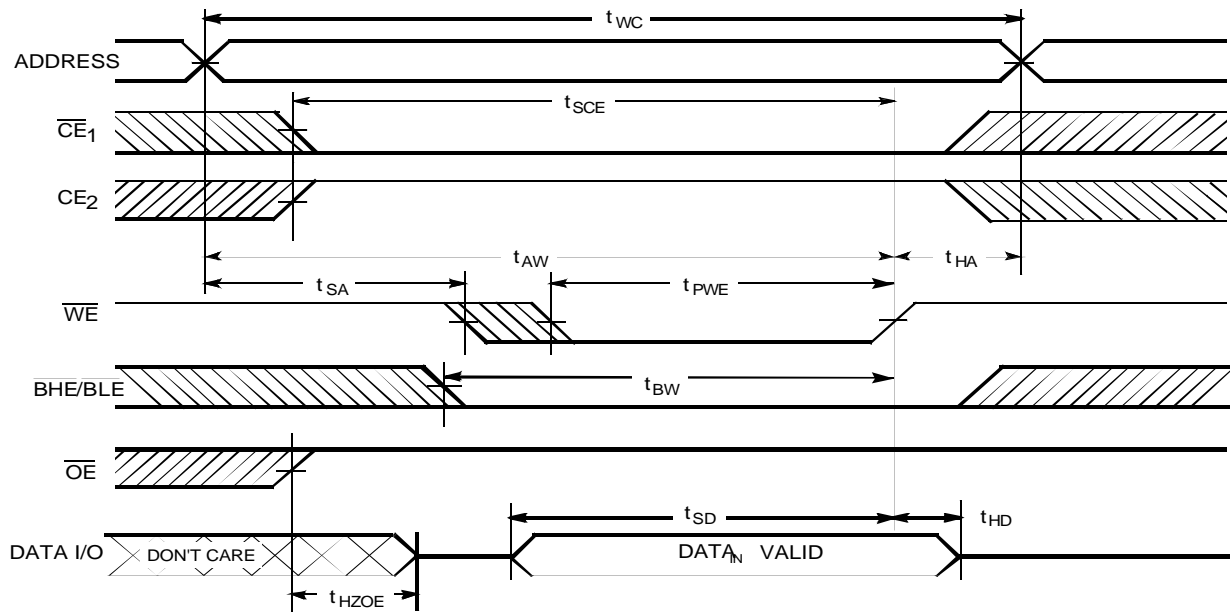 tWC
ADDRESS
tSCE
CE1
CE2
tAW
tHA
tSA
tPWE
WE
BHE/BLE
tBW
OE
tSD
tHD
DATA I/O
DON'T CARE
DATAIN VALID
tHZOE